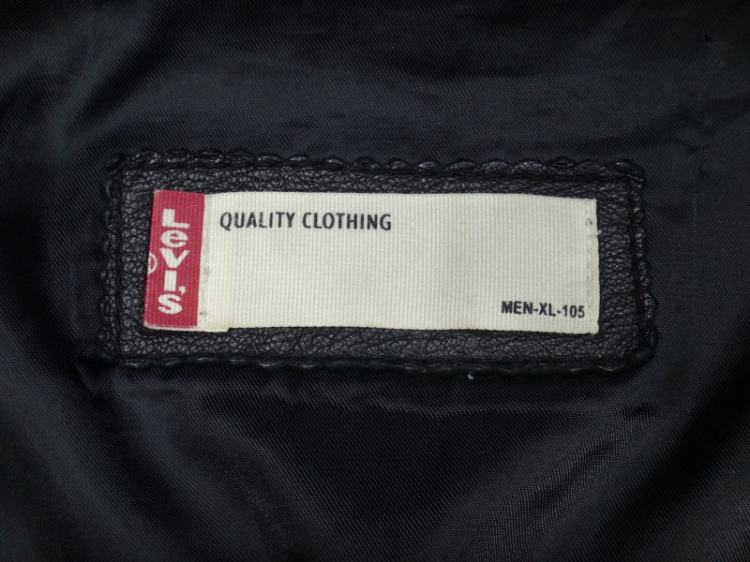 LEVI'S
®
QUALITY CLOTHING
MEN-XL-105